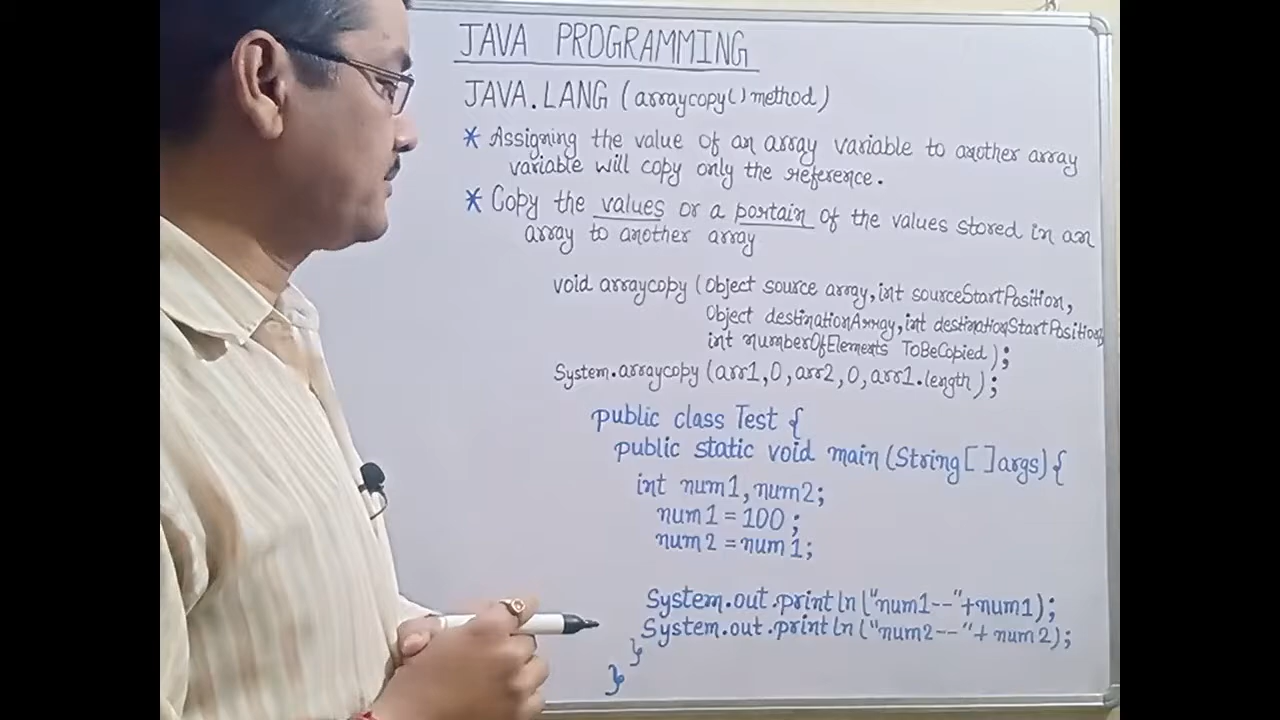 JAVA PROGRAMMING
JAVA.LANG (arraycopy() method)
* Assigning the value of an array variable to another array
variable will copy only the reference.
* Copy the values or a portain of the values stored in an
array to another array
void arraycopy (Object source array, int sourceStartPosition,
Object destinationArray, int destinationStartPosition,
int numberOfElements ToBeCopied);
System.arraycopy (arr1,0,arr2,0,arr1.length);
public class Test {
public static void main (String[ ]args) {
int num1, num2;
num1 = 100;
num2 = num1;
System.out.println ("num1--"+num1);
System.out.println ("num2--"+ num2);
}
}